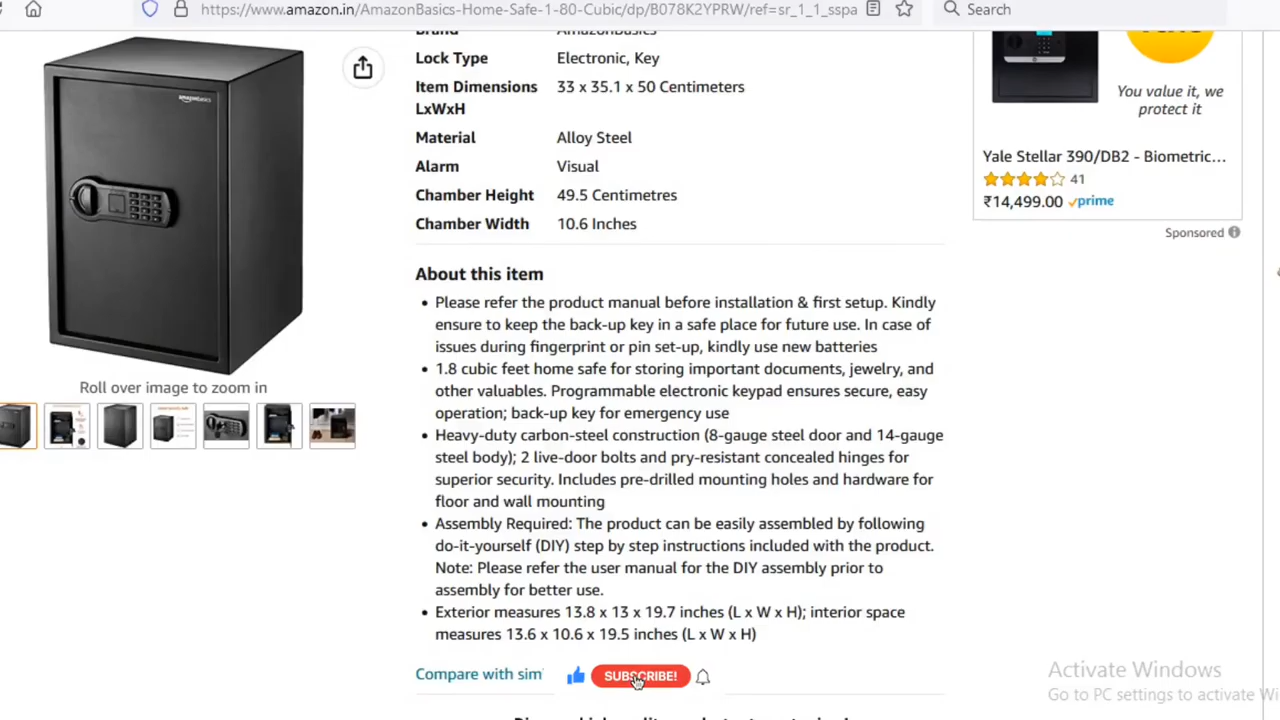 https://www.amazon.in/AmazonBasics-Home-Safe-1-80-Cubic/dp/B078K2YPRW/ref=sr_1_1_sspa
Search
Brand AmazonBasics
Lock Type Electronic, Key
Item Dimensions 33 x 35.1 x 50 Centimeters
LxWxH
Material Alloy Steel
Alarm Visual
Chamber Height 49.5 Centimetres
Chamber Width 10.6 Inches
About this item
• Please refer the product manual before installation & first setup. Kindly
ensure to keep the back-up key in a safe place for future use. In case of
issues during fingerprint or pin set-up, kindly use new batteries
• 1.8 cubic feet home safe for storing important documents, jewelry, and
other valuables. Programmable electronic keypad ensures secure, easy
operation; back-up key for emergency use
• Heavy-duty carbon-steel construction (8-gauge steel door and 14-gauge
steel body); 2 live-door bolts and pry-resistant concealed hinges for
superior security. Includes pre-drilled mounting holes and hardware for
floor and wall mounting
• Assembly Required: The product can be easily assembled by following
do-it-yourself (DIY) step by step instructions included with the product.
Note: Please refer the user manual for the DIY assembly prior to
assembly for better use.
• Exterior measures 13.8 x 13 x 19.7 inches (L x W x H); interior space
measures 13.6 x 10.6 x 19.5 inches (L x W x H)
Compare with sim
SUBSCRIBE!
amazonbasics
Roll over image to zoom in
You value it, we
protect it
Yale Stellar 390/DB2 - Biometric...
41
₹14,499.00 prime
Sponsored
Activate Windows
Go to PC settings to activate Wi